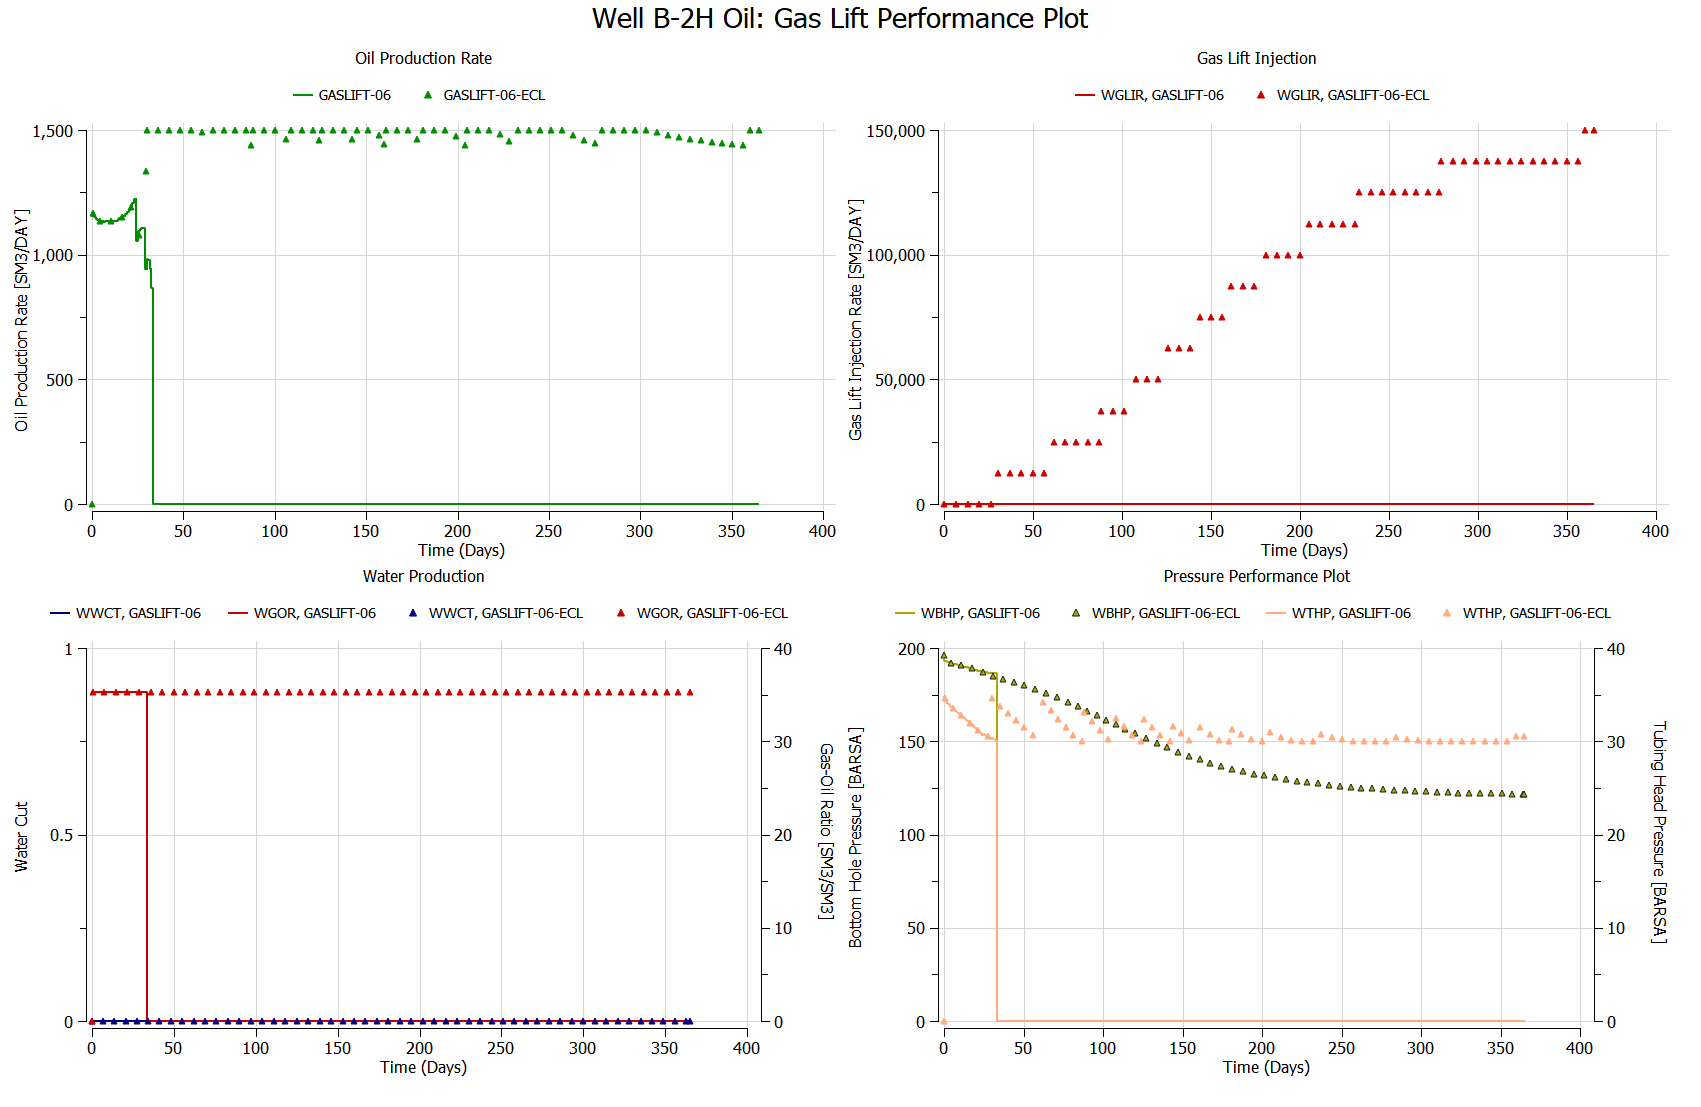 Well B-2H Oil: Gas Lift Performance Plot
Oil Production Rate
GASLIFT-06 GASLIFT-06-ECL
1,500
1,000
500
0
Oil Production Rate [SM3/DAY]
0 50 100 150 200 250 300 350 400
Time (Days)
Gas Lift Injection
WGLIR, GASLIFT-06 WGLIR, GASLIFT-06-ECL
150,000
100,000
50,000
0
Gas Lift Injection Rate [SM3/DAY]
0 50 100 150 200 250 300 350 400
Time (Days)
Water Production
WWCT, GASLIFT-06 WGOR, GASLIFT-06 WWCT, GASLIFT-06-ECL WGOR, GASLIFT-06-ECL
1
0.5
0
Water Cut
40
30
20
10
0
Gas-Oil Ratio [SM3/SM3]
0 50 100 150 200 250 300 350 400
Time (Days)
Pressure Performance Plot
WBHP, GASLIFT-06 WBHP, GASLIFT-06-ECL WTHP, GASLIFT-06 WTHP, GASLIFT-06-ECL
200
150
100
50
0
Bottom Hole Pressure [BARSA]
40
30
20
10
0
Tubing Head Pressure [BARSA]
0 50 100 150 200 250 300 350 400
Time (Days)